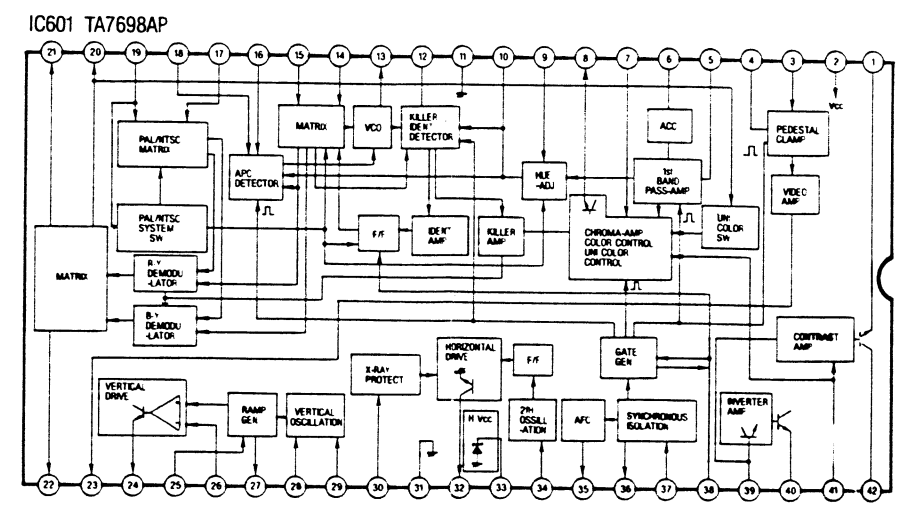 IC601 TA7698AP
21 20 19 18 17 16 15 14 13 12 11 10 9 8 7 6 5 4 3 2 1
Vcc
ACC
MATRIX
VCO
KILLER
IDENT
DETECTOR
PEDESTAL
CLAMP
PAL/NTSC
MATRIX
APC
DETECTOR
HUE
-ADJ
1st
BAND
PASS-AMP
VIDEO
AMP
PAL/NTSC
SYSTEM
SW
F/F
IDENT
AMP
KILLER
AMP
CHROMA-AMP
COLOR CONTROL
UNI COLOR
CONTROL
UNI
COLOR
SW
MATRIX
R-Y
DEMODU
-LATOR
B-Y
DEMODU
-LATOR
HORIZONTAL
DRIVE
F/F
GATE
GEN
CONTRAST
AMP
X-RAY
PROTECT
VERTICAL
DRIVE
RAMP
GEN
VERTICAL
OSCILLATION
H Vcc
2fH
OSSILL
-ATION
AFC
SYNCHRONOUS
ISOLATION
INVERTER
AMP
22 23 24 25 26 27 28 29 30 31 32 33 34 35 36 37 38 39 40 41 42